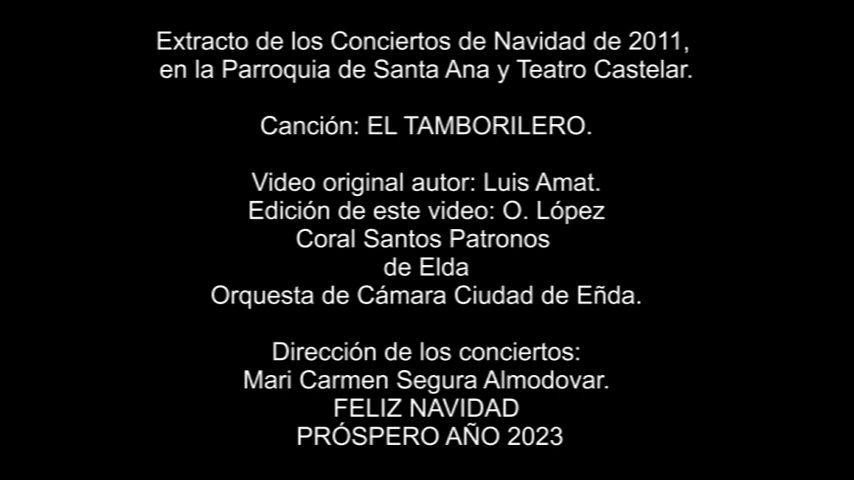 Extracto de los Conciertos de Navidad de 2011,
en la Parroquia de Santa Ana y Teatro Castelar.
Canción: EL TAMBORILERO.
Video original autor: Luis Amat.
Edición de este video: O. López
Coral Santos Patronos
de Elda
Orquesta de Cámara Ciudad de Eñda.
Dirección de los conciertos:
Mari Carmen Segura Almodovar.
FELIZ NAVIDAD
PRÓSPERO AÑO 2023